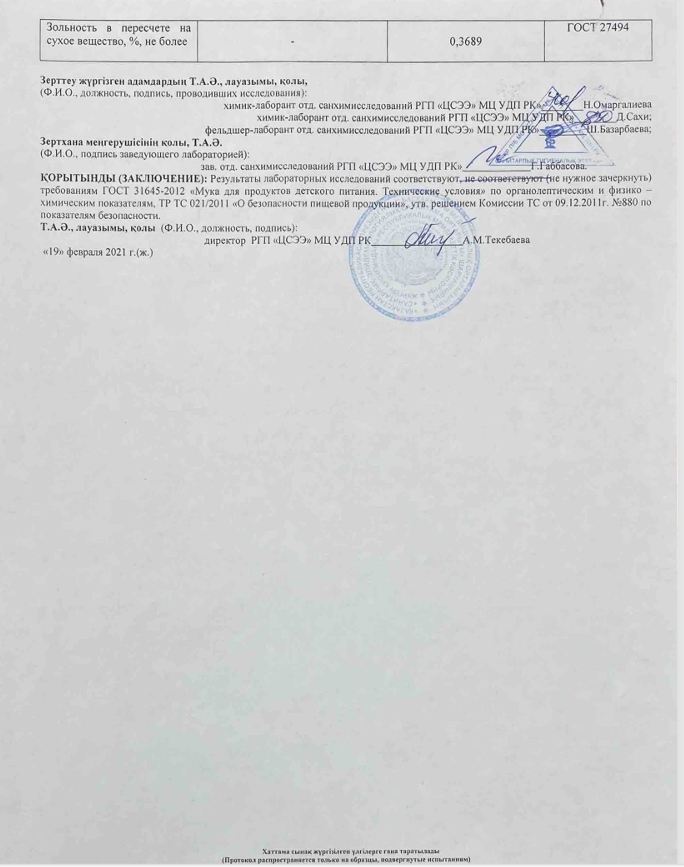 Зольность в пересчете на
сухое вещество, %, не более
-
0,3689
ГОСТ 27494
Зерттеу жүргізген адамдардың Т.А.Ә., лауазымы, қолы,
(Ф.И.О., должность, подпись, проводивших исследования):
химик-лаборант отд. санхимисследований РГП «ЦСЭЭ» МЦ УДП РК» Н.Омаргалиева
химик-лаборант отд. санхимисследований РГП «ЦСЭЭ» МЦ УДП РК» Д.Сахи;
фельдшер-лаборант отд. санхимисследований РГП «ЦСЭЭ» МЦ УДП РК» Ш.Базарбаева;
Зертхана меңгерушісінің қолы, Т.А.Ә.
(Ф.И.О., подпись заведующего лабораторией):
зав. отд. санхимисследований РГП «ЦСЭЭ» МЦ УДП РК» Г.Габбасова.
ҚОРЫТЫНДЫ (ЗАКЛЮЧЕНИЕ): Результаты лабораторных исследований соответствуют, не соответствуют (не нужное зачеркнуть)
требованиям ГОСТ 31645-2012 «Мука для продуктов детского питания. Технические условия» по органолептическим и физико –
химическим показателям, ТР ТС 021/2011 «О безопасности пищевой продукции», утв. решением Комиссии ТС от 09.12.2011г. №880 по
показателям безопасности.
Т.А.Ә., лауазымы, қолы (Ф.И.О., должность, подпись):
директор РГП «ЦСЭЭ» МЦ УДП РК А.М.Текебаева
«19» февраля 2021 г.(ж.)
Хаттама сынақ жүргізілген үлгілерге ғана таратылады
(Протокол распространяется только на образцы, подвергнутые испытаниям)